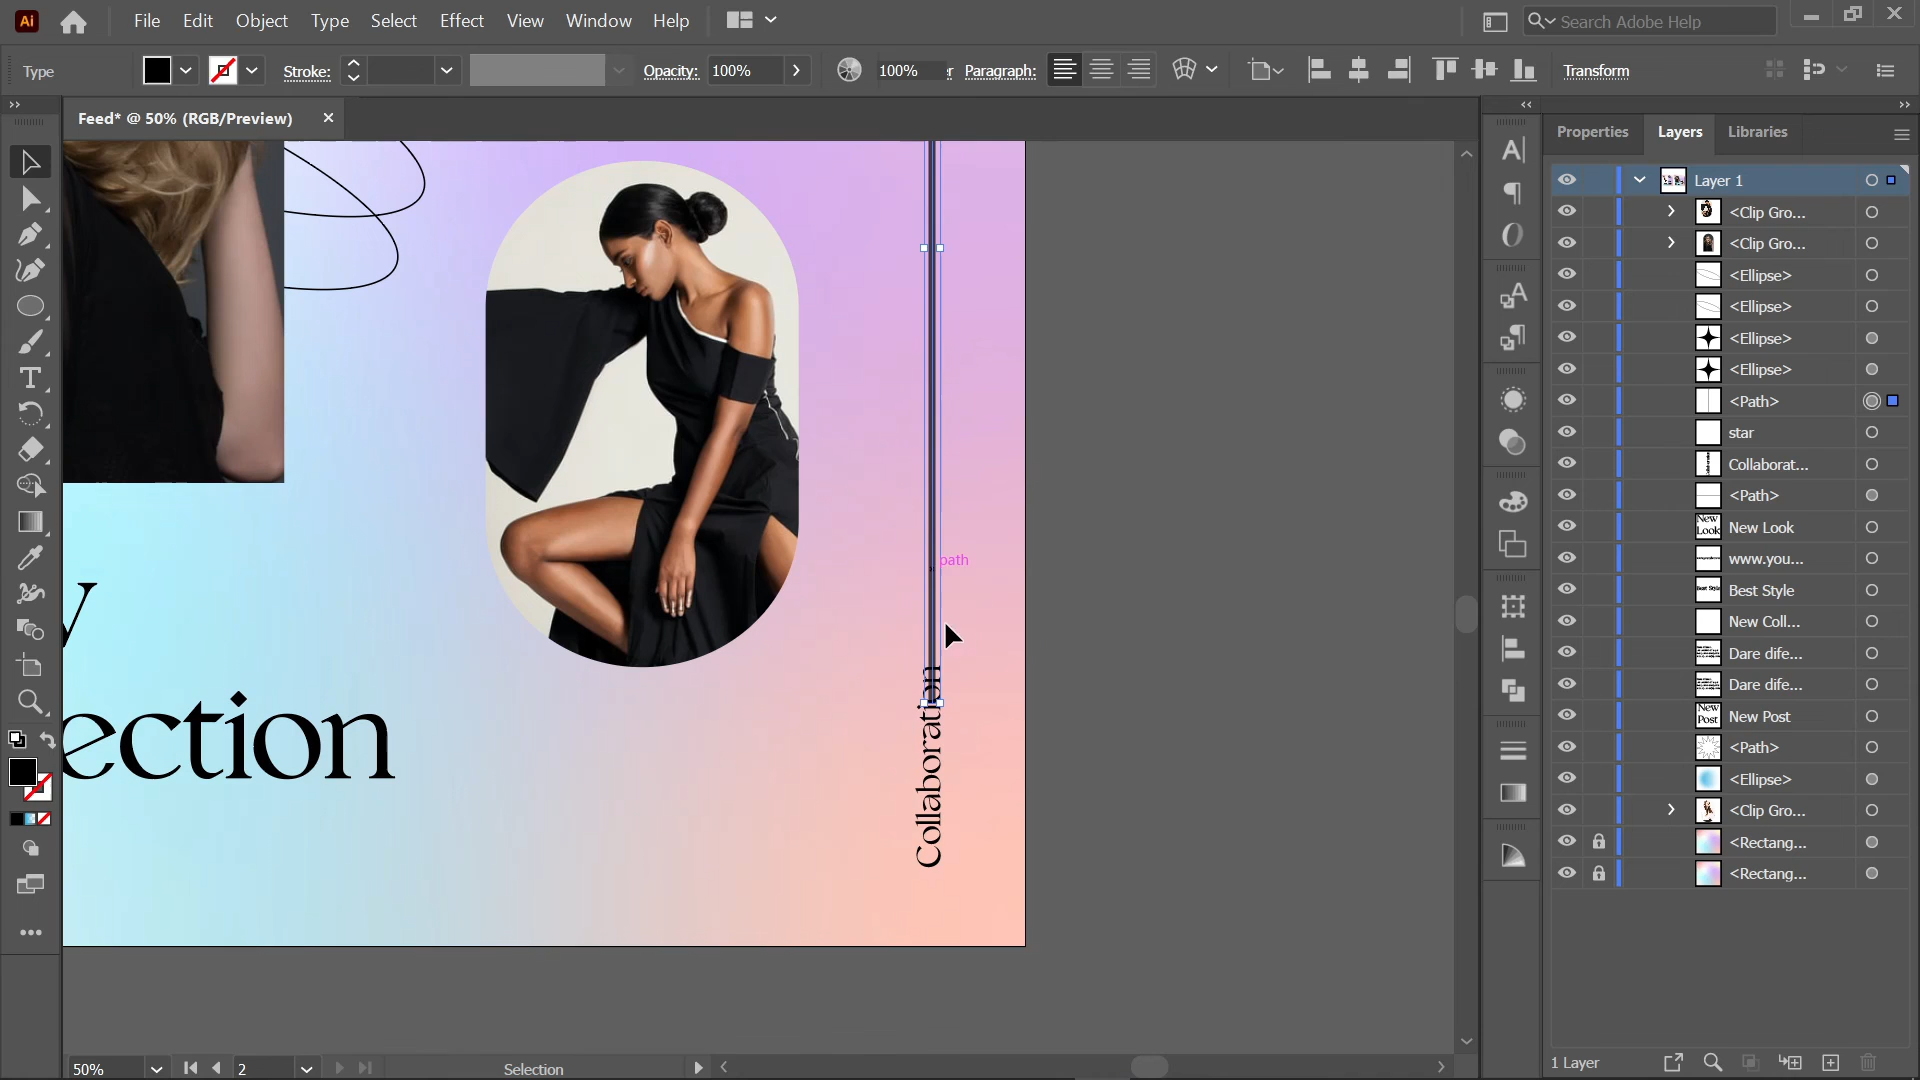 Ai
File Edit Object Type Select Effect View Window Help
Search Adobe Help
Type
Stroke:
Opacity:
100%
100%
Paragraph:
Transform
Feed* @ 50% (RGB/Preview)
Properties
Layers
Libraries
Layer 1
<Clip Gro...
<Clip Gro...
<Ellipse>
<Ellipse>
<Ellipse>
<Ellipse>
<Path>
star
Collaborat...
<Path>
New Look
www.you...
Best Style
New Coll...
Dare dife...
Dare dife...
New Post
<Path>
<Ellipse>
<Clip Gro...
<Rectang...
<Rectang...
path
ection
Collaboration
50%
2
Selection
1 Layer